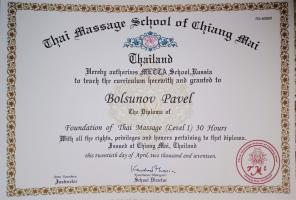 Thai Massage School of Chiang Mai
Thailand
Hereby authorises METTA School,Russia
to teach the curriculum herewith and granted to
Bolsunov Pavel
The Diploma of
Foundation of Thai Massage (Level 1) 30 Hours
With all the rights, privileges and honors pertaining to that diploma.
Issued at Chiang Mai, Thailand
this twentieth day of April, two thousand and seventeen.
Instructor
School Director